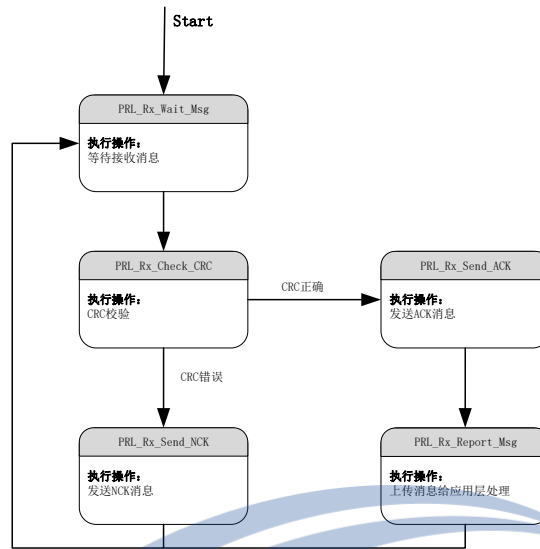 Start
PRL_Rx_Wait_Msg
执行操作：
等待接收消息
PRL_Rx_Check_CRC
执行操作：
CRC校验
CRC正确
PRL_Rx_Send_ACK
执行操作：
发送ACK消息
CRC错误
PRL_Rx_Send_NCK
执行操作：
发送NCK消息
PRL_Rx_Report_Msg
执行操作：
上传消息给应用层处理